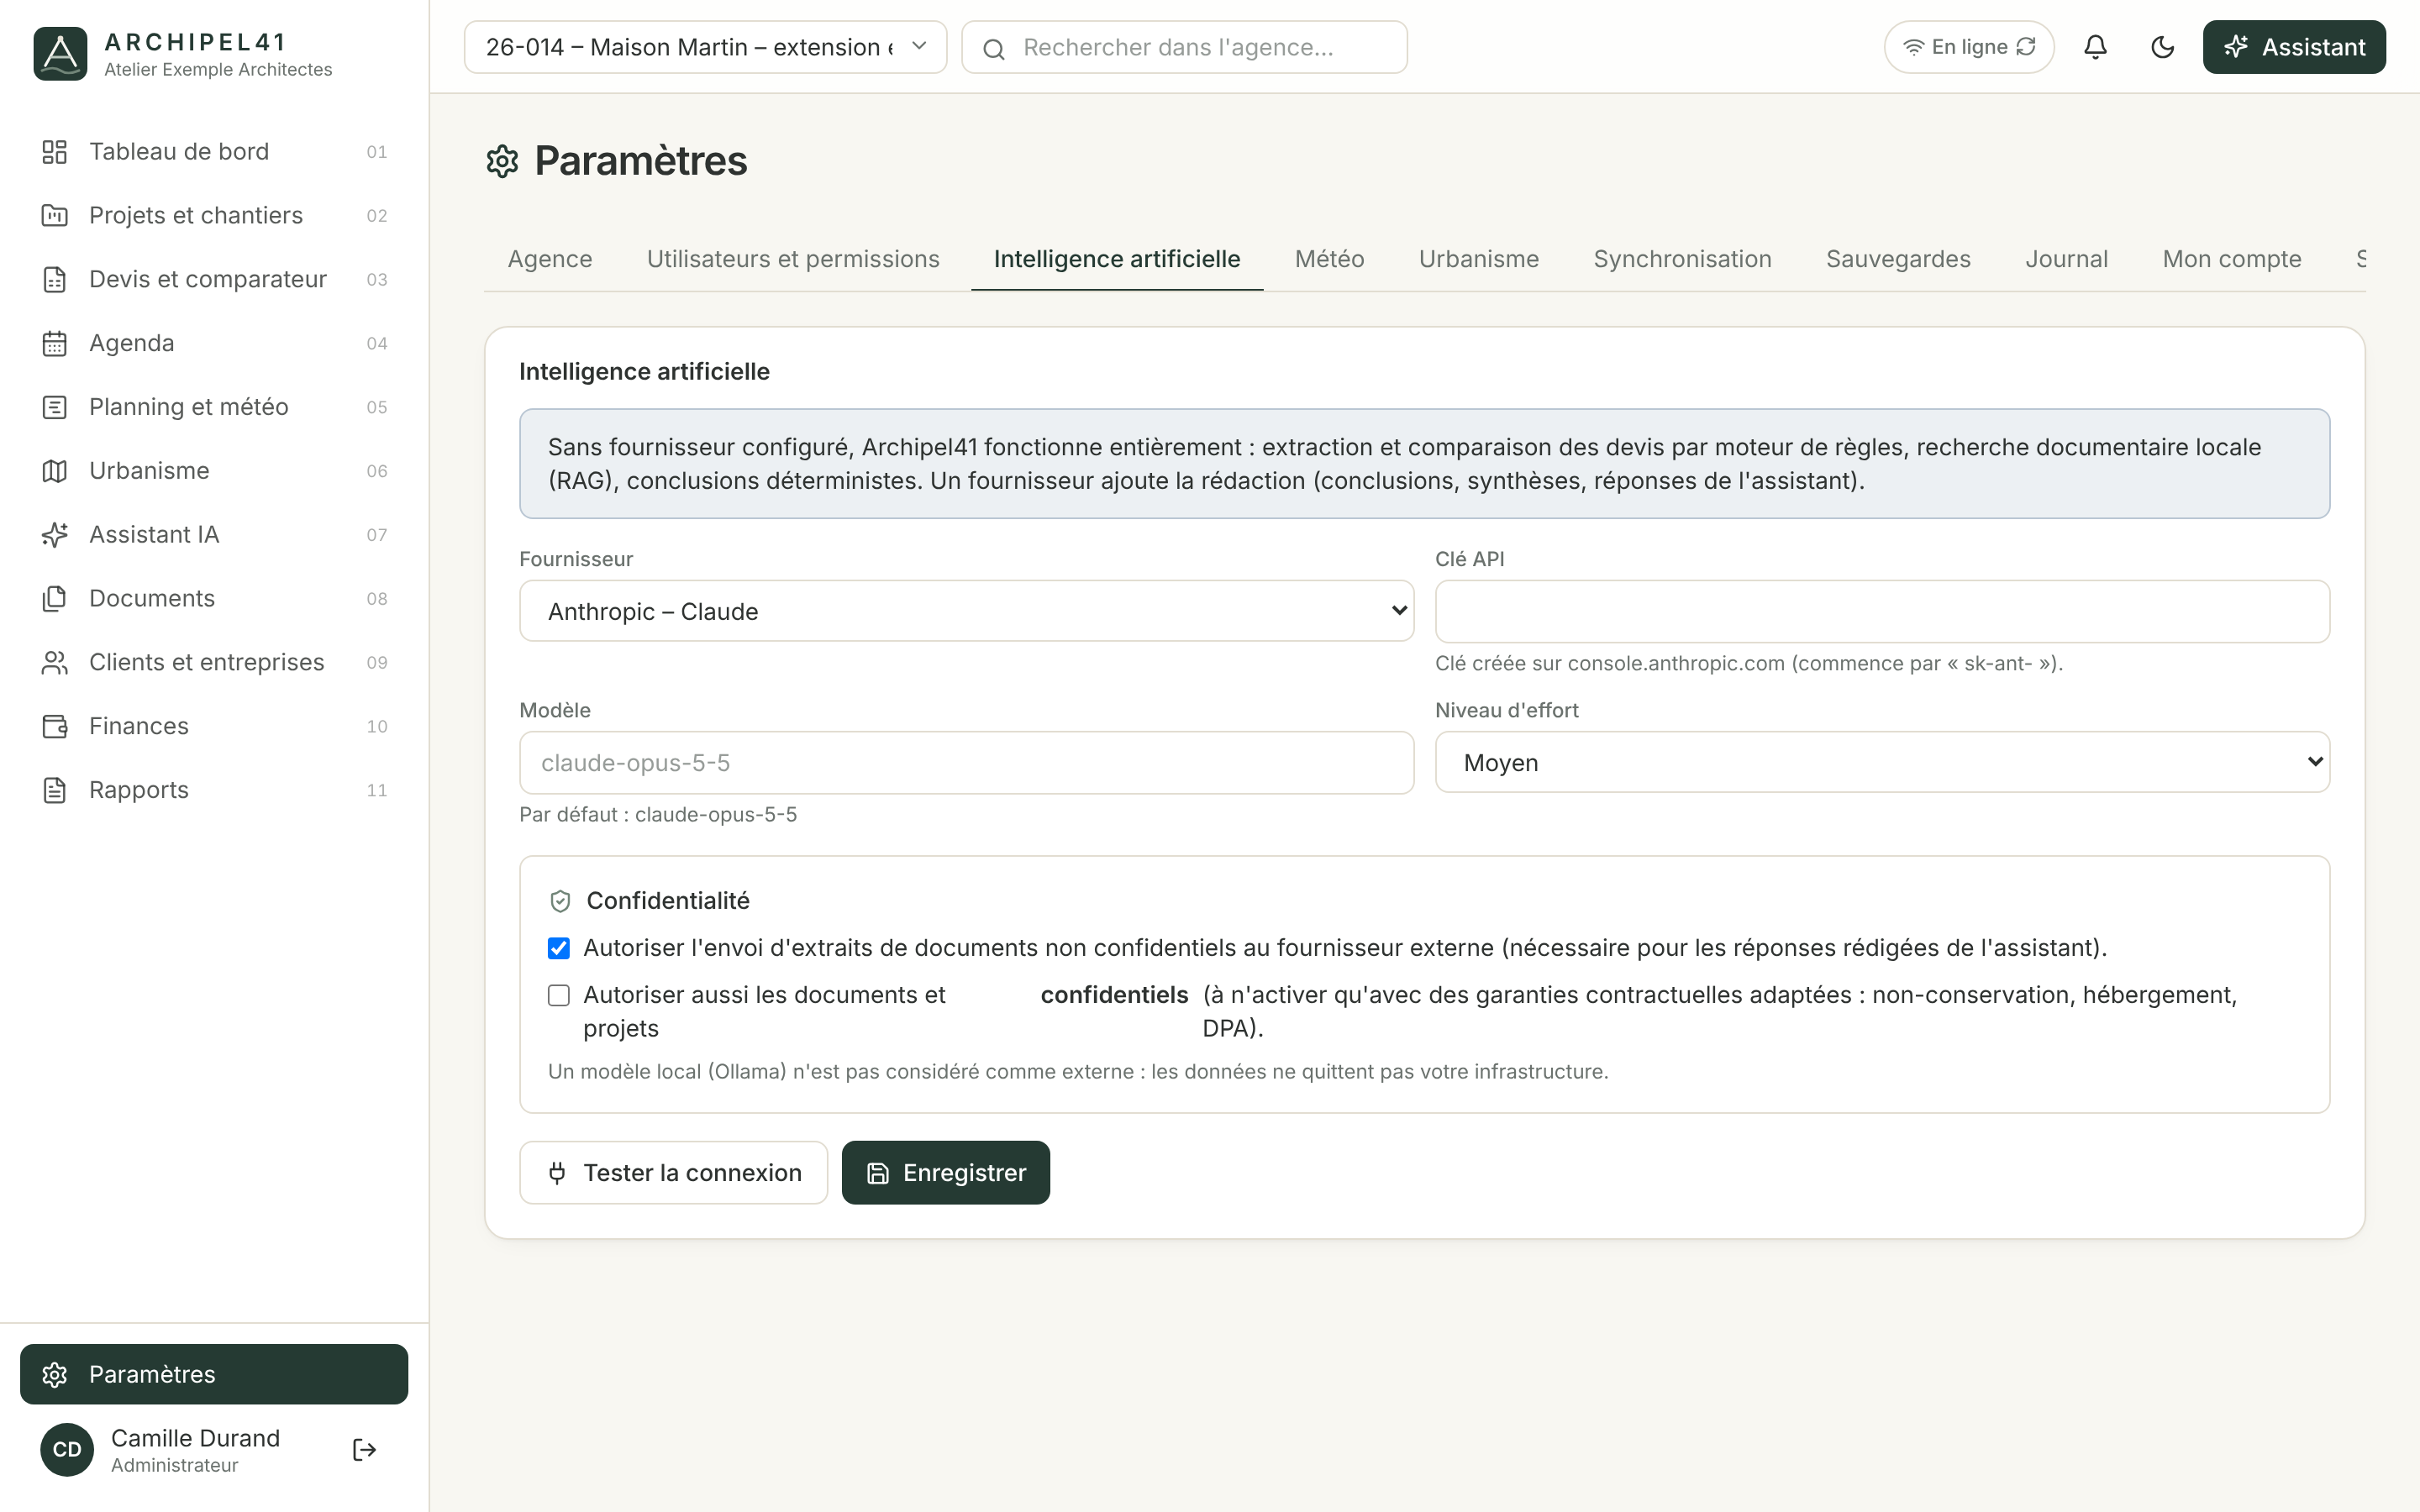 ARCHIPEL41
Atelier Exemple Architectes
Tableau de bord 01
Projets et chantiers 02
Devis et comparateur 03
Agenda 04
Planning et météo 05
Urbanisme 06
Assistant IA 07
Documents 08
Clients et entreprises 09
Finances 10
Rapports 11
Paramètres
CD
Camille Durand
Administrateur
26-014 – Maison Martin – extension
Rechercher dans l'agence...
En ligne
Assistant
Paramètres
Agence Utilisateurs et permissions Intelligence artificielle Météo Urbanisme Synchronisation Sauvegardes Journal Mon compte
Intelligence artificielle
Sans fournisseur configuré, Archipel41 fonctionne entièrement : extraction et comparaison des devis par moteur de règles, recherche documentaire locale
(RAG), conclusions déterministes. Un fournisseur ajoute la rédaction (conclusions, synthèses, réponses de l'assistant).
Fournisseur
Anthropic – Claude
Clé API
Clé créée sur console.anthropic.com (commence par « sk-ant- »).
Modèle
claude-opus-5-5
Par défaut : claude-opus-5-5
Niveau d'effort
Moyen
Confidentialité
Autoriser l'envoi d'extraits de documents non confidentiels au fournisseur externe (nécessaire pour les réponses rédigées de l'assistant).
Autoriser aussi les documents et
projets
confidentiels
(à n'activer qu'avec des garanties contractuelles adaptées : non-conservation, hébergement,
DPA).
Un modèle local (Ollama) n'est pas considéré comme externe : les données ne quittent pas votre infrastructure.
Tester la connexion
Enregistrer